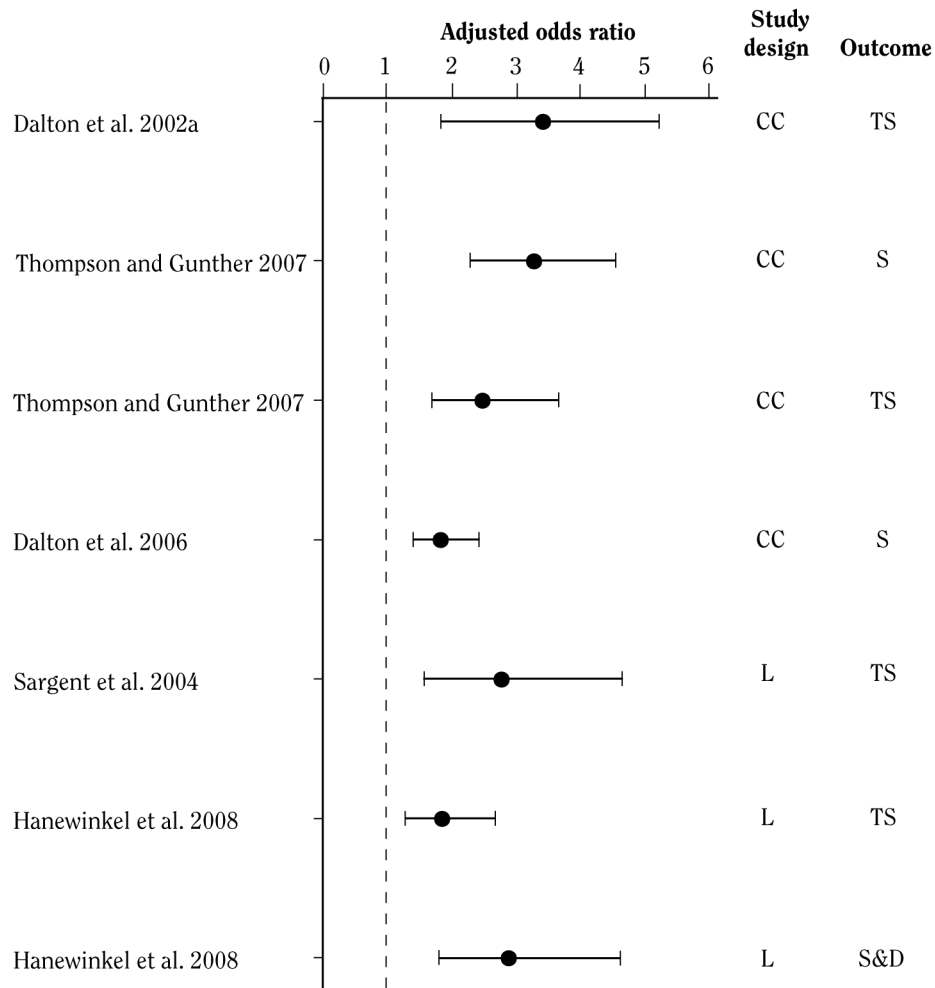 Adjusted odds ratio
Study design
Outcome
0 1 2 3 4 5 6
Dalton et al. 2002a CC TS
Thompson and Gunther 2007 CC S
Thompson and Gunther 2007 CC TS
Dalton et al. 2006 CC S
Sargent et al. 2004 L TS
Hanewinkel et al. 2008 L TS
Hanewinkel et al. 2008 L S&D